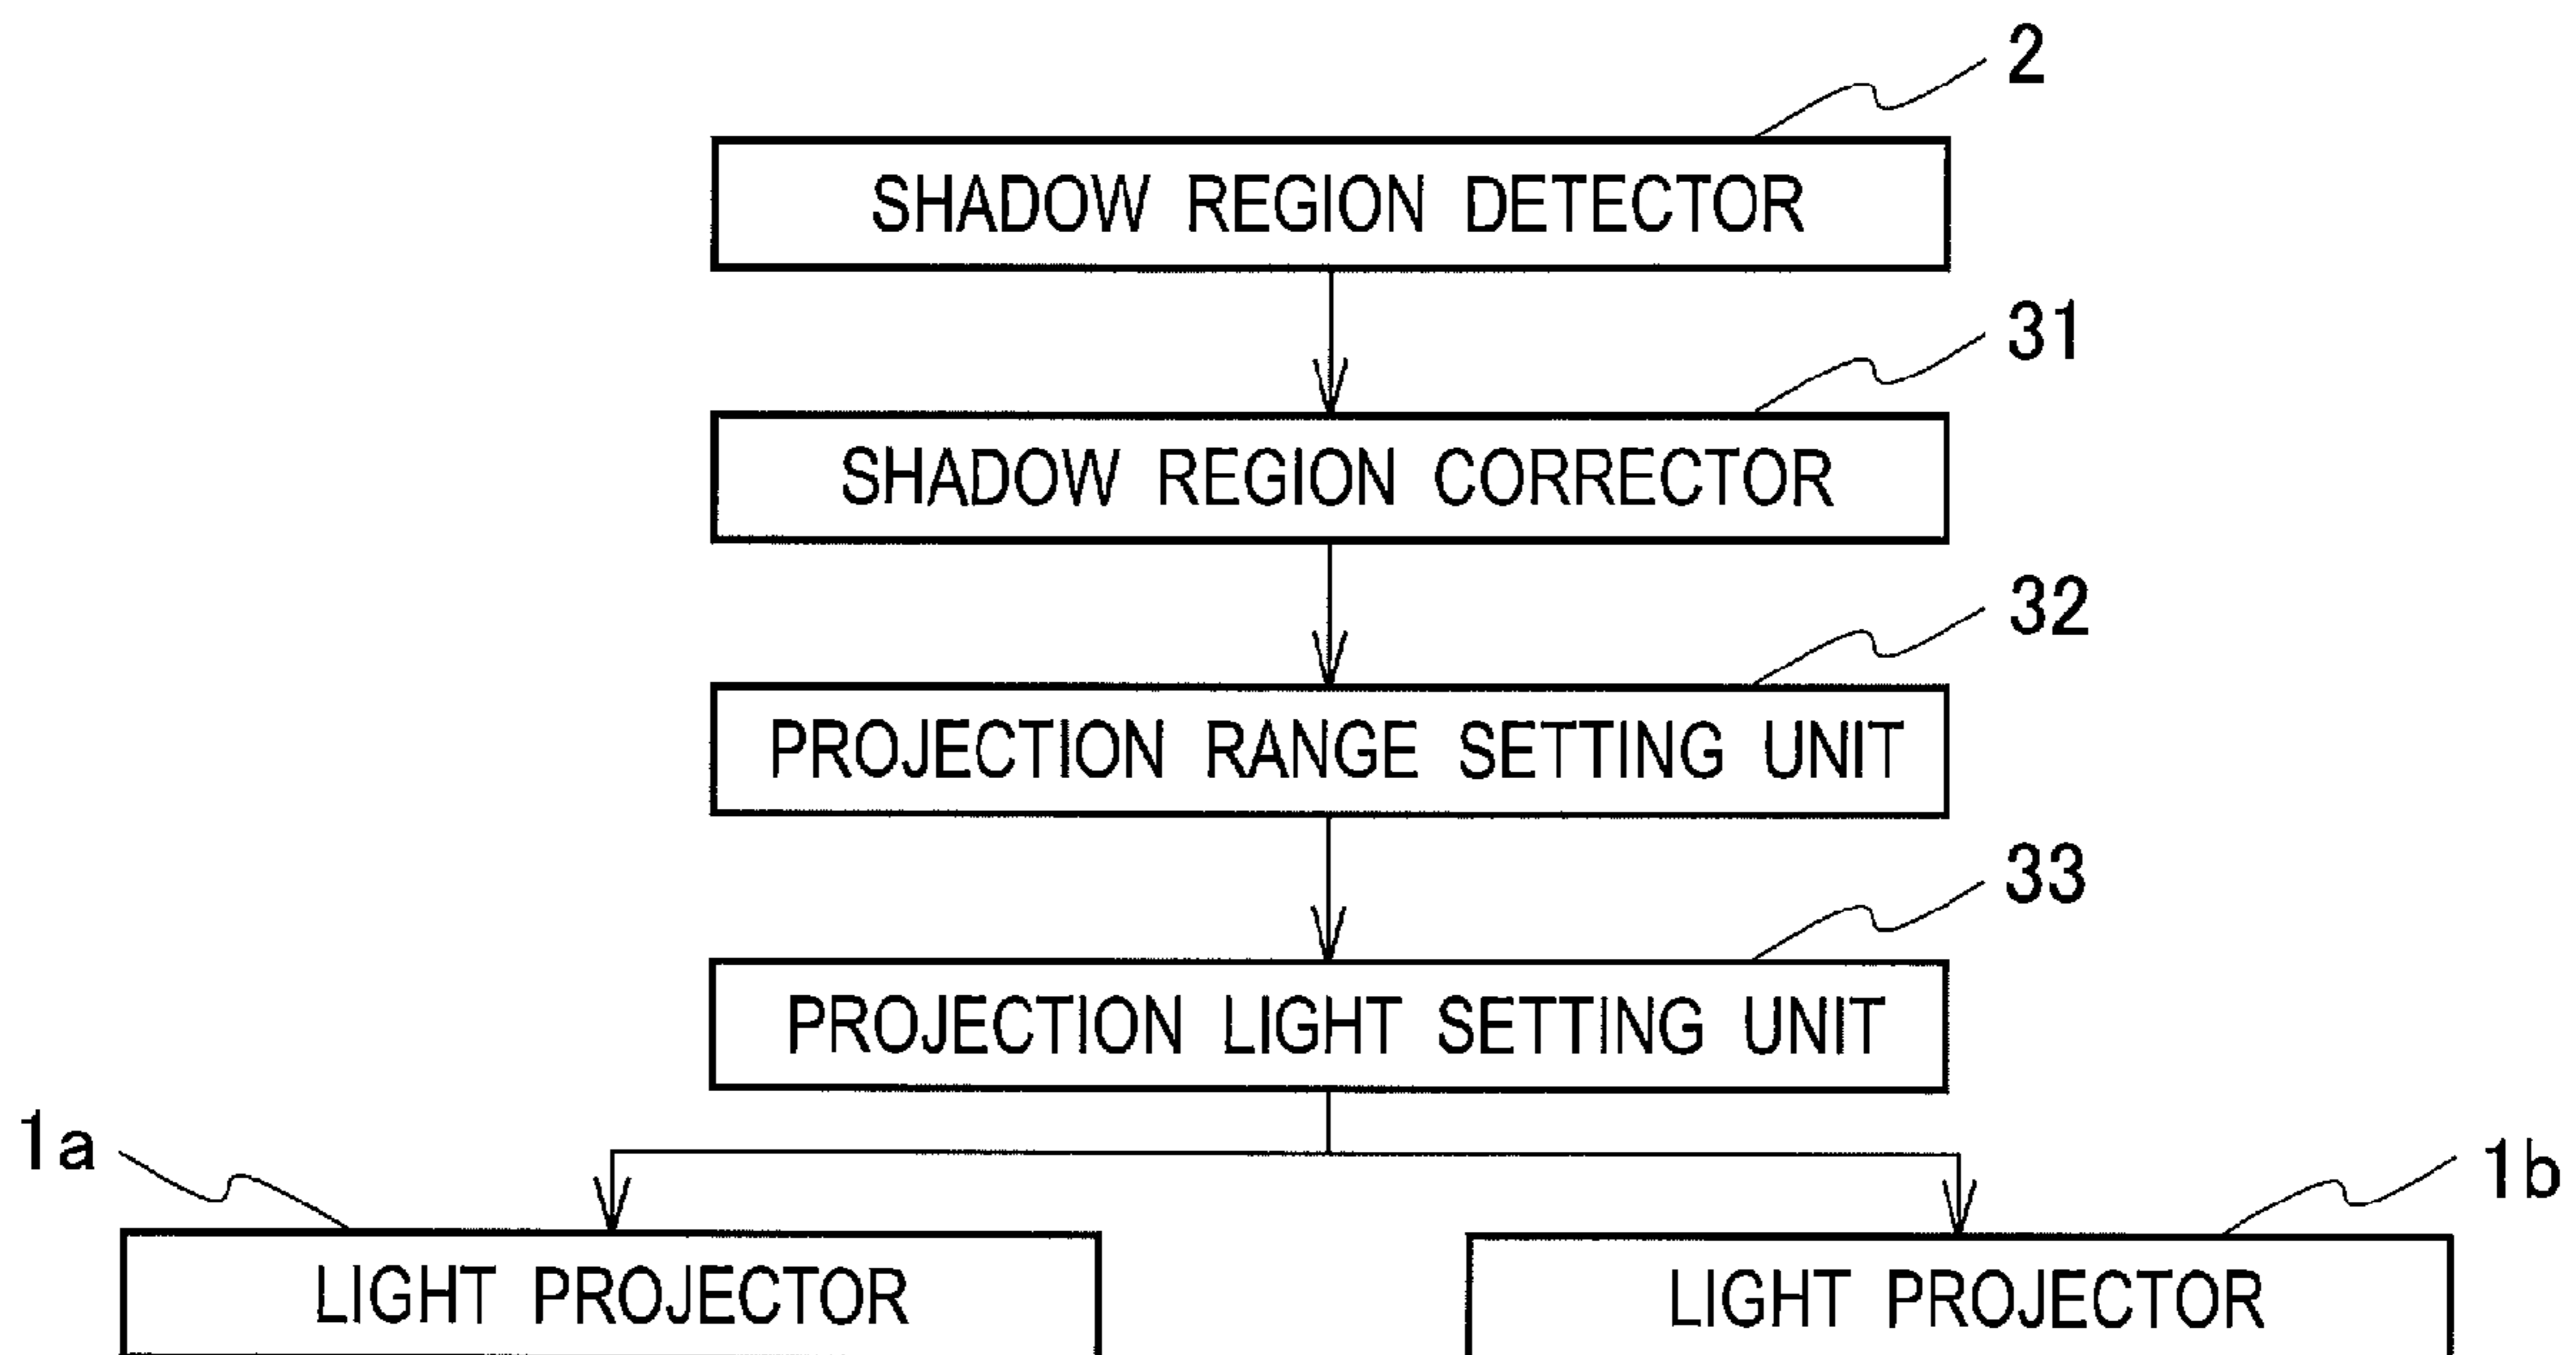 2
SHADOW REGION DETECTOR
31
SHADOW REGION CORRECTOR
32
PROJECTION RANGE SETTING UNIT
33
PROJECTION LIGHT SETTING UNIT
1a
1b
LIGHT PROJECTOR
LIGHT PROJECTOR